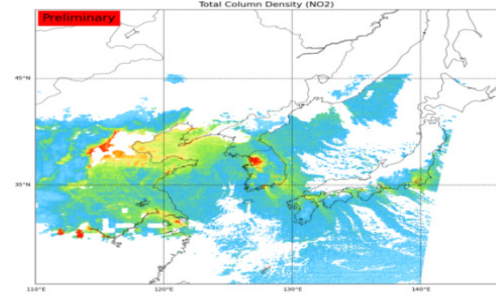 Total Column Density (NO2)
Preliminary
45°N
35°N
110°E
120°E
130°E
140°E